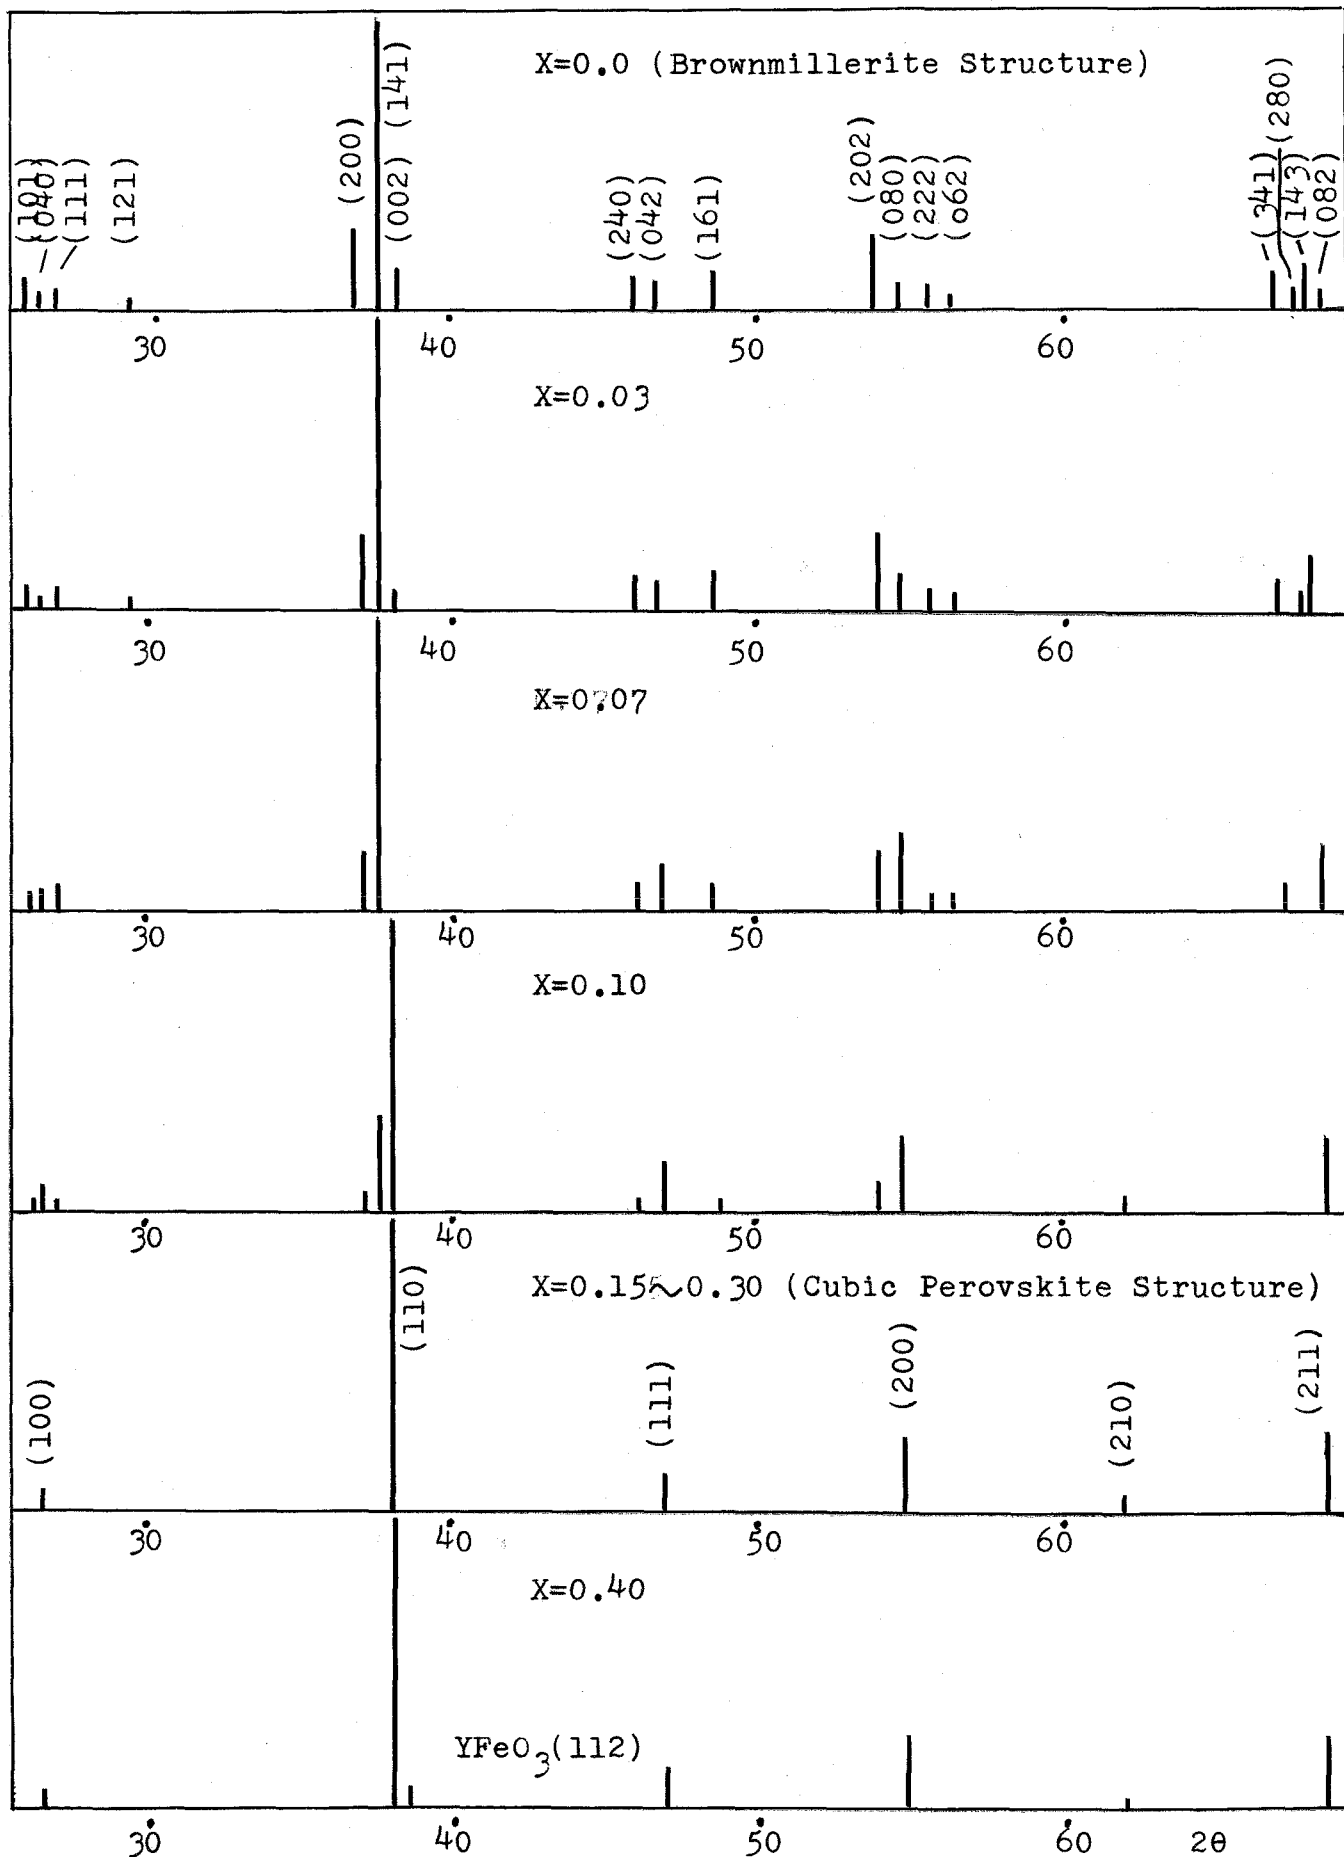 X=0.0 (Brownmillerite Structure)
(101)
(040)
(111)
(121)
(200)
(141)
(002)
(240)
(042)
(161)
(202)
(080)
(222)
(062)
(341)
(280)
(143)
(082)
30 40 50 60
X=0.03
30 40 50 60
X=0.07
30 40 50 60
X=0.10
30 40 50 60
X=0.15~0.30 (Cubic Perovskite Structure)
(100)
(110)
(111)
(200)
(210)
(211)
30 40 50 60
X=0.40
YFeO3(112)
30 40 50 60 2θ